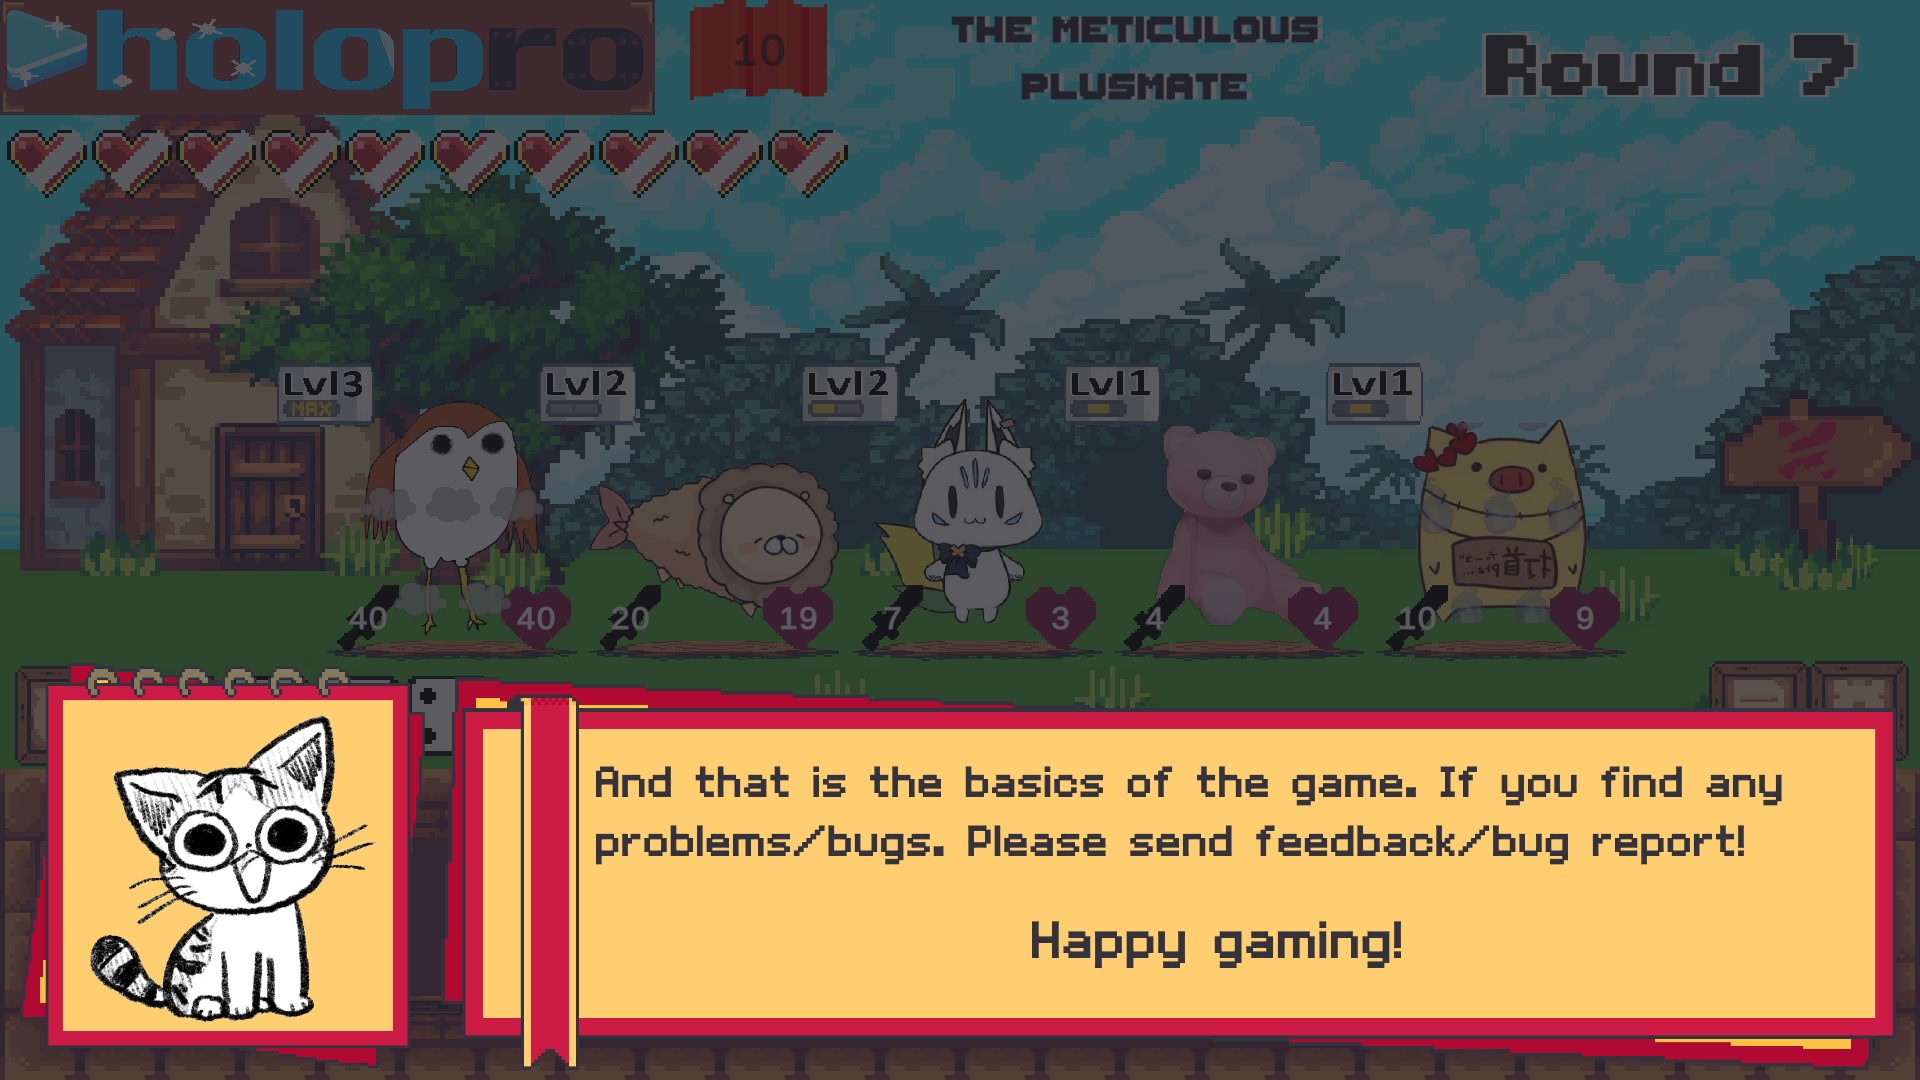 holopro
10
THE METICULOUS
PLUSMATE
Round 7
Lvl3
MAX
Lvl2
Lvl2
Lvl1
Lvl1
40 40 20 19 7 3 4 4 10 9
And that is the basics of the game. If you find any
problems/bugs. Please send feedback/bug report!
Happy gaming!